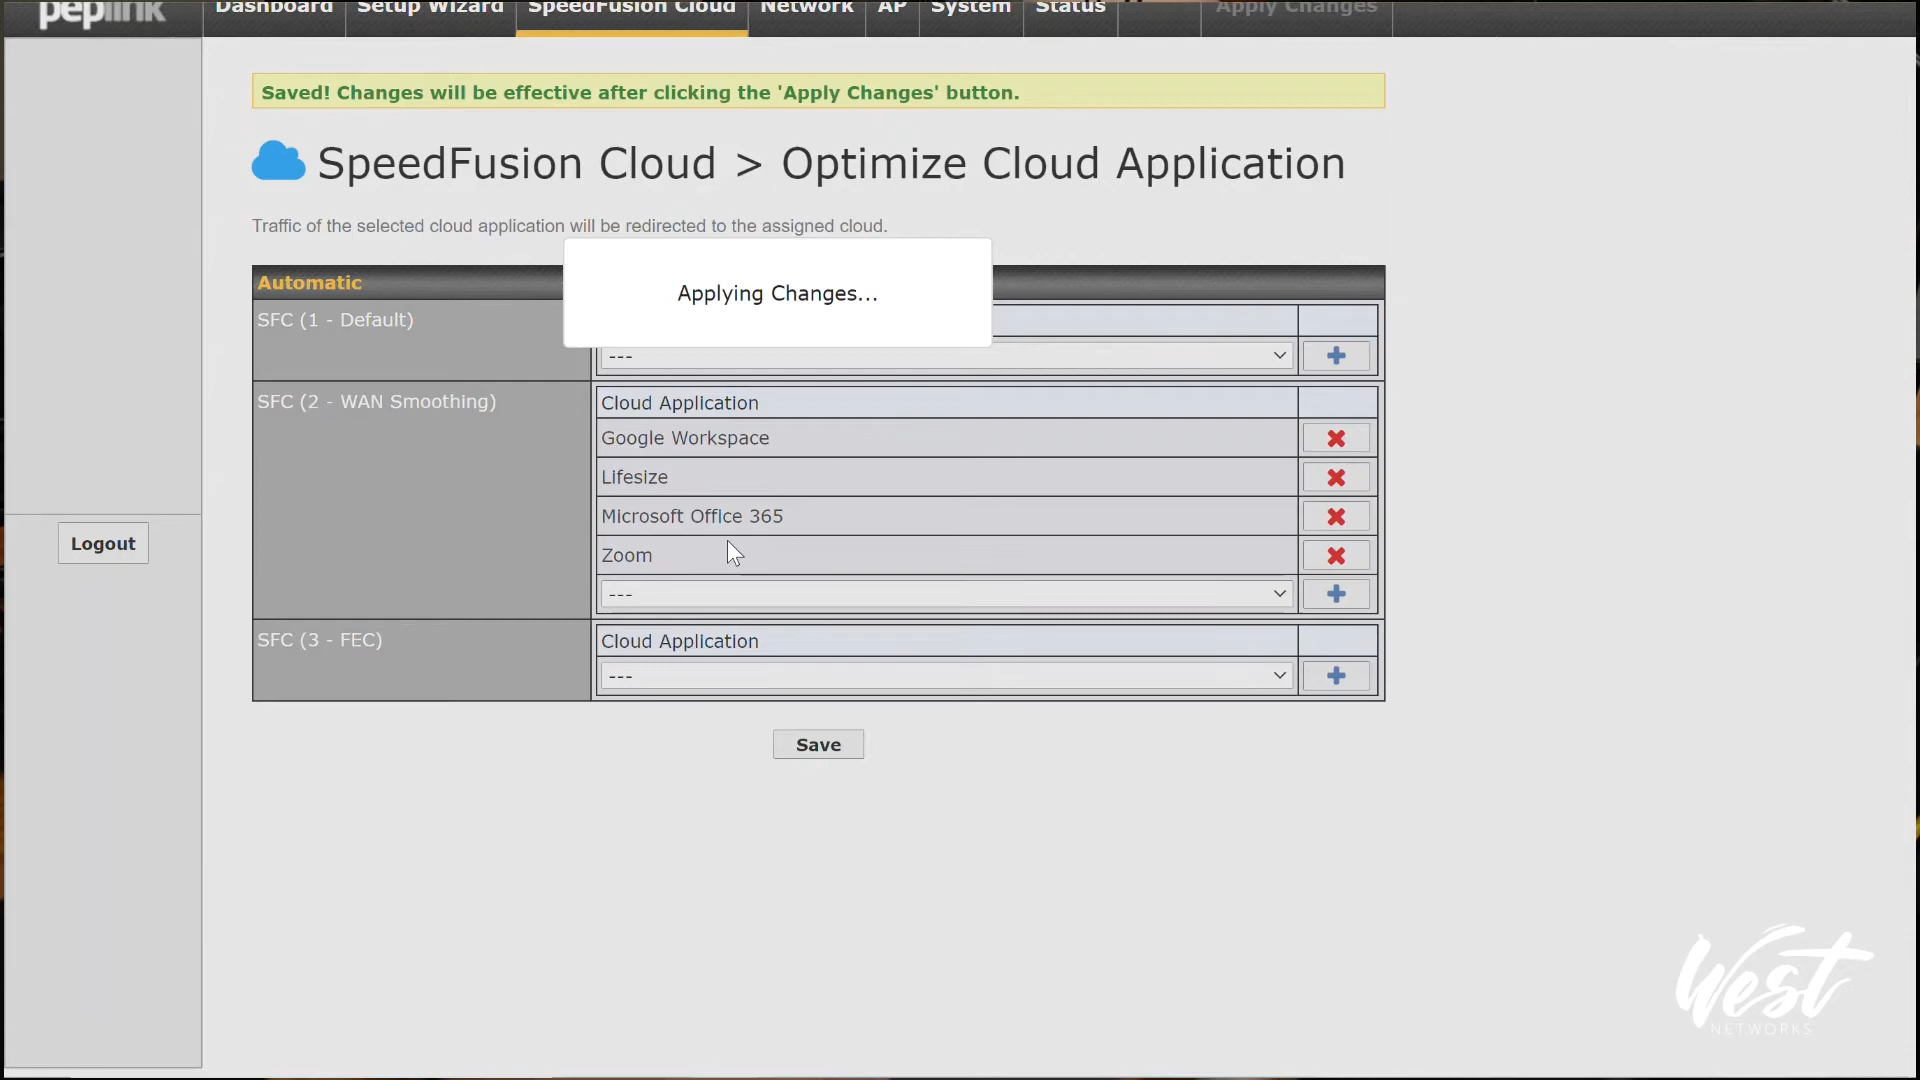 peplink
Dashboard
Setup Wizard
SpeedFusion Cloud
Network
AP
System
Status
Apply Changes
Saved! Changes will be effective after clicking the 'Apply Changes' button.
SpeedFusion Cloud > Optimize Cloud Application
Traffic of the selected cloud application will be redirected to the assigned cloud.
Automatic
Applying Changes...
SFC (1 - Default)
---
SFC (2 - WAN Smoothing)
Cloud Application
Google Workspace
Lifesize
Microsoft Office 365
Logout
Zoom
---
SFC (3 - FEC)
Cloud Application
---
Save
West
NETWORKS